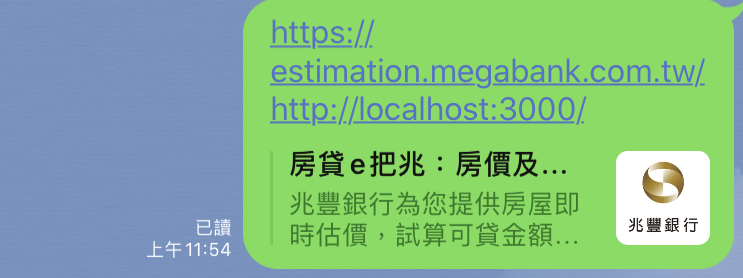 https://
estimation.megabank.com.tw/
http://localhost:3000/
房貸e把兆：房價及...
兆豐銀行為您提供房屋即
時估價，試算可貸金額...
兆豐銀行
已讀
上午11:54